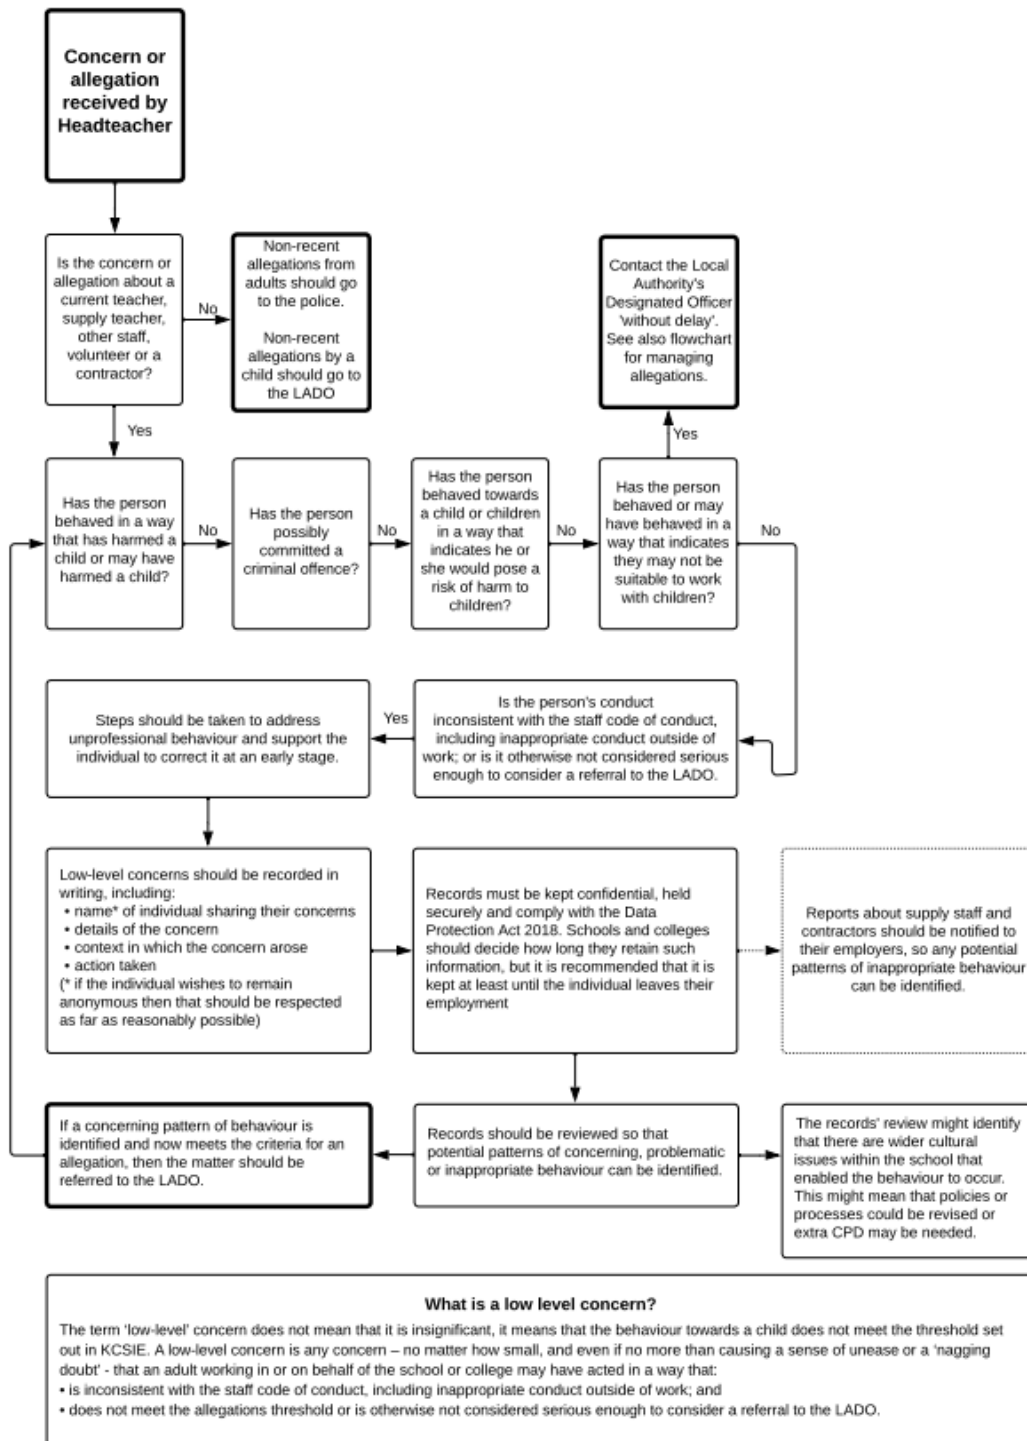 Concern or
allegation
received by
Headteacher
Is the concern or
allegation about a
current teacher,
supply teacher,
other staff,
volunteer or a
contractor?
No
Non-recent
allegations from
adults should go
to the police.
Non-recent
allegations by a
child should go to
the LADO
Contact the Local
Authority's
Designated Officer
'without delay'.
See also flowchart
for managing
allegations.
Yes
Yes
Has the person
behaved in a way
that has harmed a
child or may have
harmed a child?
No
Has the person
possibly
committed a
criminal offence?
No
Has the person
behaved towards
a child or children
in a way that
indicates he or
she would pose a
risk of harm to
children?
No
Has the person
behaved or may
have behaved in a
way that indicates
they may not be
suitable to work
with children?
No
Is the person's conduct
inconsistent with the staff code of conduct,
including inappropriate conduct outside of
work; or is it otherwise not considered serious
enough to consider a referral to the LADO.
Yes
Steps should be taken to address
unprofessional behaviour and support the
individual to correct it at an early stage.
Low-level concerns should be recorded in
writing, including:
• name* of individual sharing their concerns
• details of the concern
• context in which the concern arose
• action taken
(* if the individual wishes to remain
anonymous then that should be respected
as far as reasonably possible)
Records must be kept confidential, held
securely and comply with the Data
Protection Act 2018. Schools and colleges
should decide how long they retain such
information, but it is recommended that it is
kept at least until the individual leaves their
employment
Reports about supply staff and
contractors should be notified to
their employers, so any potential
patterns of inappropriate behaviour
can be identified.
If a concerning pattern of behaviour is
identified and now meets the criteria for an
allegation, then the matter should be
referred to the LADO.
Records should be reviewed so that
potential patterns of concerning, problematic
or inappropriate behaviour can be identified.
The records' review might identify
that there are wider cultural
issues within the school that
enabled the behaviour to occur.
This might mean that policies or
processes could be revised or
extra CPD may be needed.
What is a low level concern?
The term 'low-level' concern does not mean that it is insignificant, it means that the behaviour towards a child does not meet the threshold set
out in KCSIE. A low-level concern is any concern – no matter how small, and even if no more than causing a sense of unease or a 'nagging
doubt' - that an adult working in or on behalf of the school or college may have acted in a way that:
• is inconsistent with the staff code of conduct, including inappropriate conduct outside of work; and
• does not meet the allegations threshold or is otherwise not considered serious enough to consider a referral to the LADO.